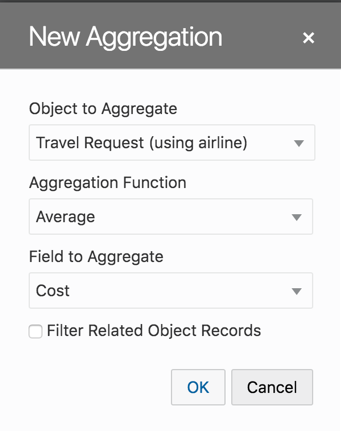 New Aggregation ×
Object to Aggregate
Travel Request (using airline)
Aggregation Function
Average
Field to Aggregate
Cost
Filter Related Object Records
OK Cancel